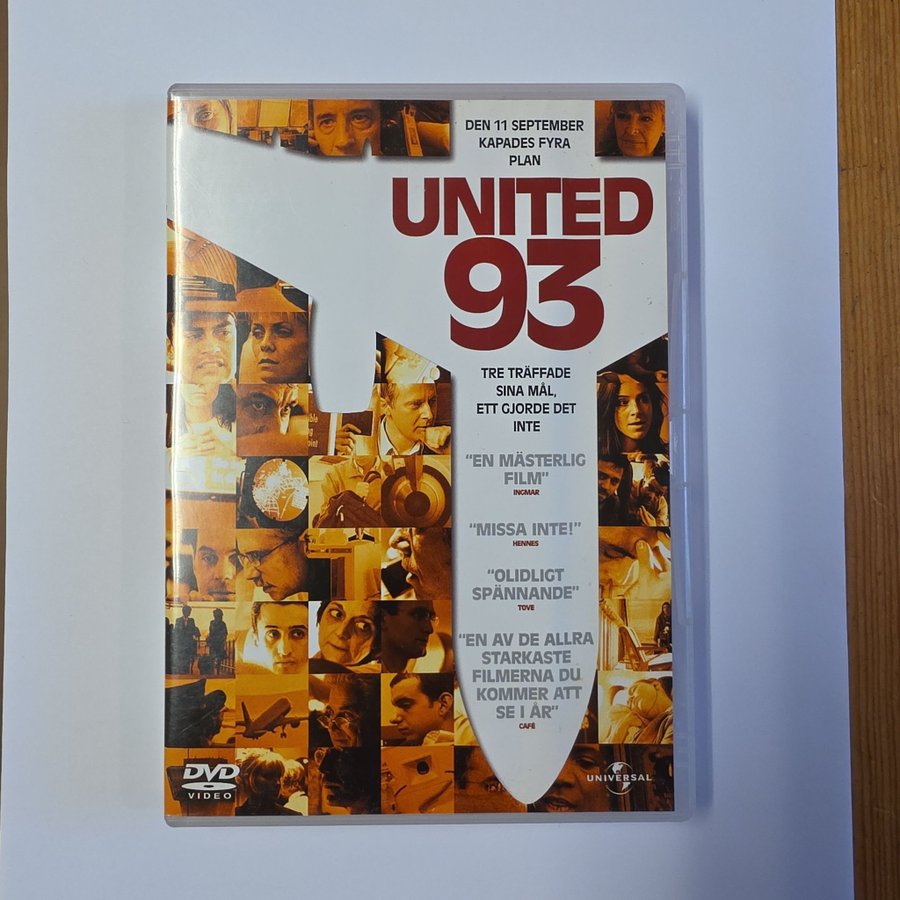 DEN 11 SEPTEMBER
KAPADES FYRA
PLAN
UNITED
93
TRE TRÄFFADE
SINA MÅL,
ETT GJORDE DET
INTE
"EN MÄSTERLIG
FILM"
INGMAR
"MISSA INTE!"
HENNES
"OLIDLIGT
SPÄNNANDE"
TOVE
"EN AV DE ALLRA
STARKASTE
FILMERNA DU
KOMMER ATT
SE I ÅR"
CAFÉ
DVD
VIDEO
UNIVERSAL